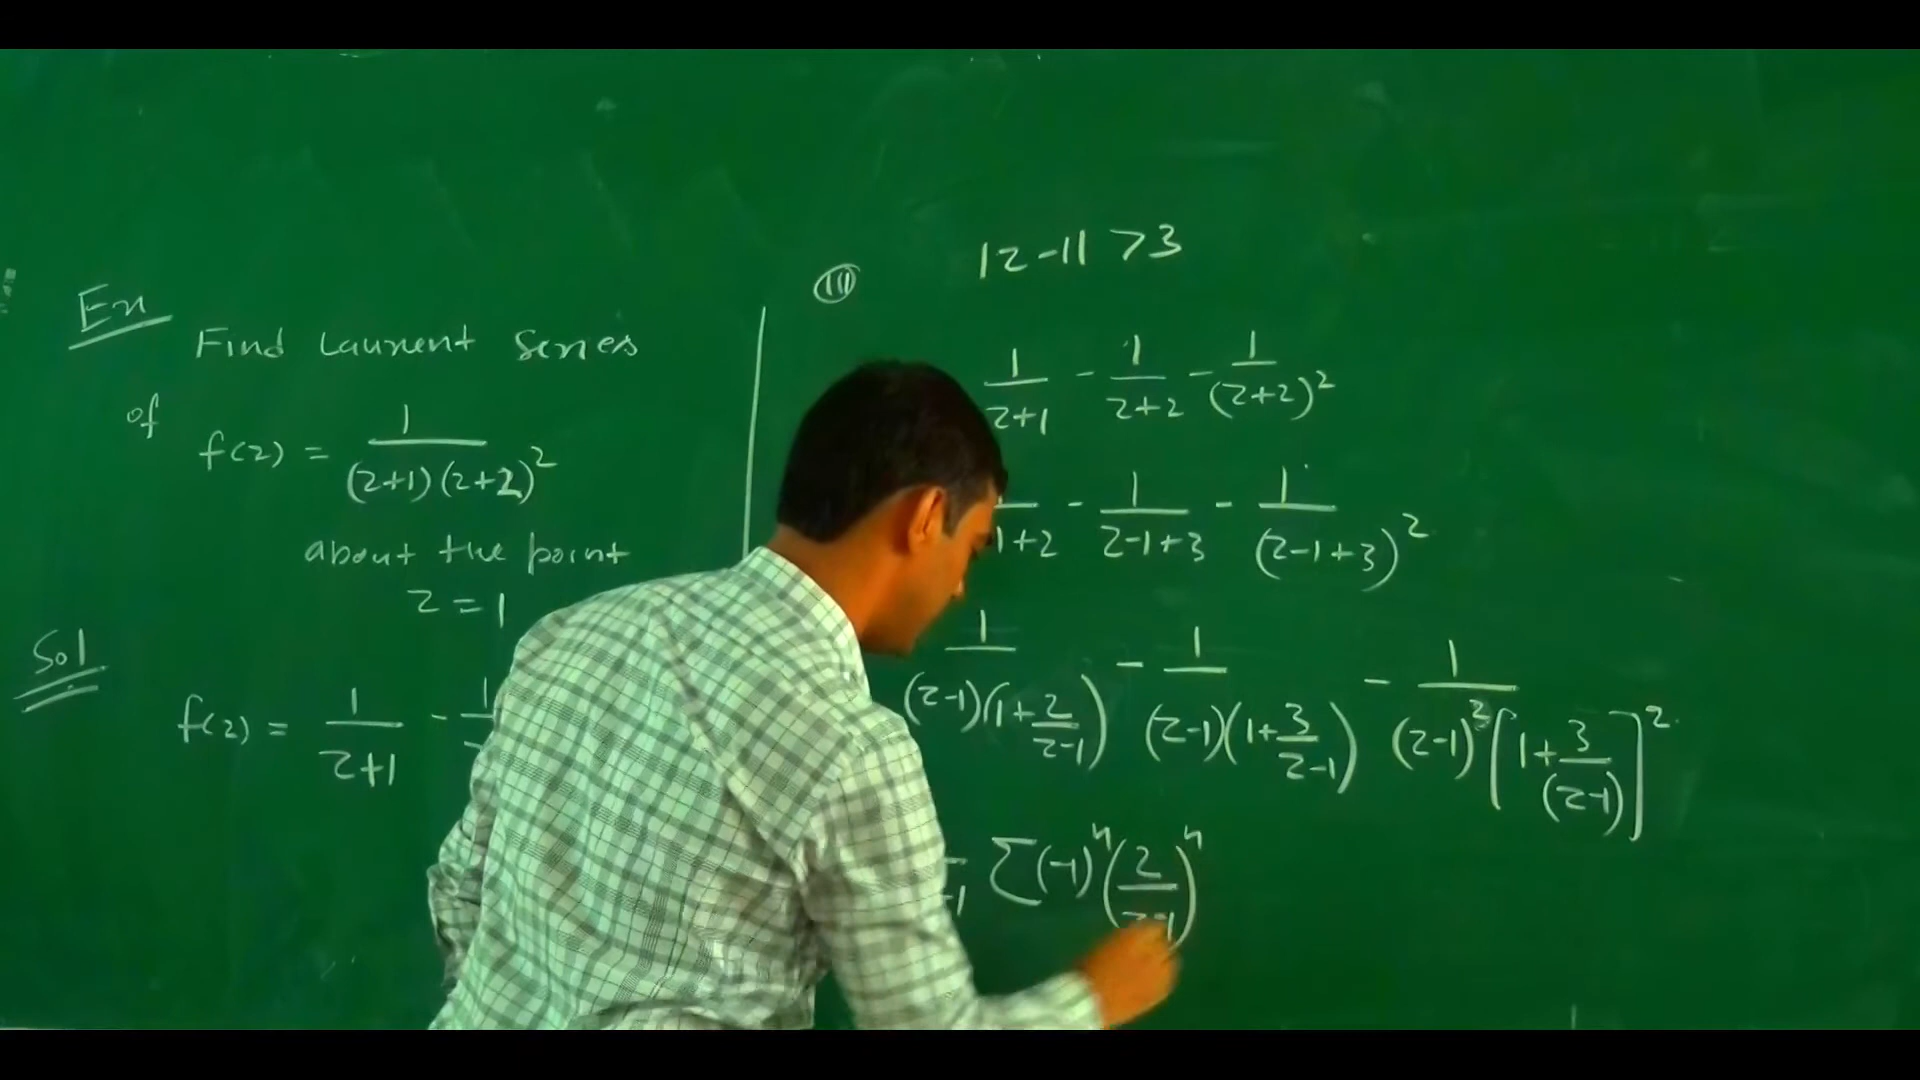 Ex
Find Laurent Series
of
f(z) = 1/((z+1)(z+2)^2)
about the point
z = 1
Sol
f(z) = 1/(z+1) - 1
(III) |z-1| > 3
1/(z+1) - 1/(z+2) - 1/(z+2)^2
1+2 - 1/(z-1+3) - 1/(z-1+3)^2
1/((z-1)(1+2/(z-1))) - 1/((z-1)(1+3/(z-1))) - 1/((z-1)^2[1+3/(z-1)]^2)
-1 Σ(-1)^n (2/(z-1))^n